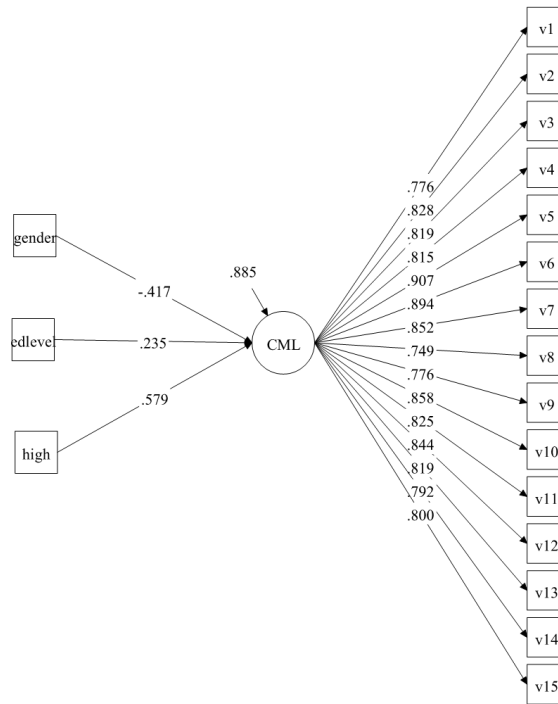 v1
v2
v3
v4
v5
v6
v7
v8
v9
v10
v11
v12
v13
v14
v15
.776
.828
.819
.815
.907
.894
.852
.749
.776
.858
.825
.844
.819
.792
.800
gender
edlevel
high
-.417
.235
.579
.885
CML